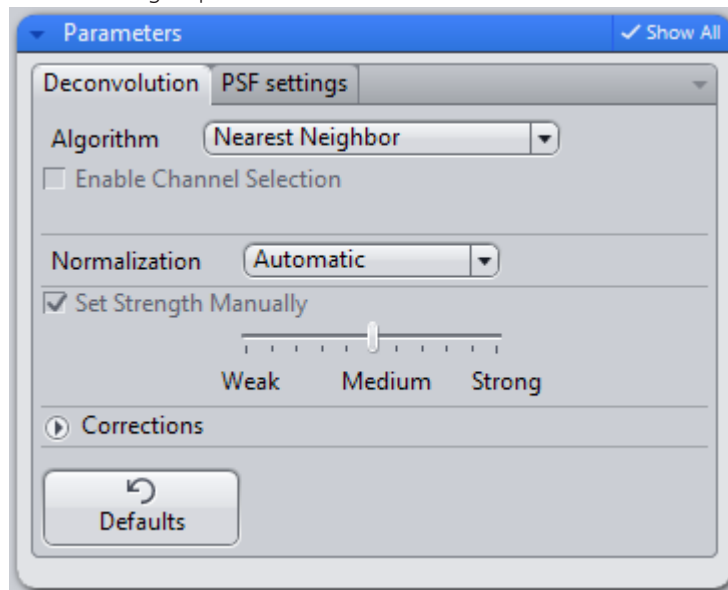 Parameters
Show All
Deconvolution
PSF settings
Algorithm
Nearest Neighbor
Enable Channel Selection
Normalization
Automatic
Set Strength Manually
Weak
Medium
Strong
Corrections
Defaults